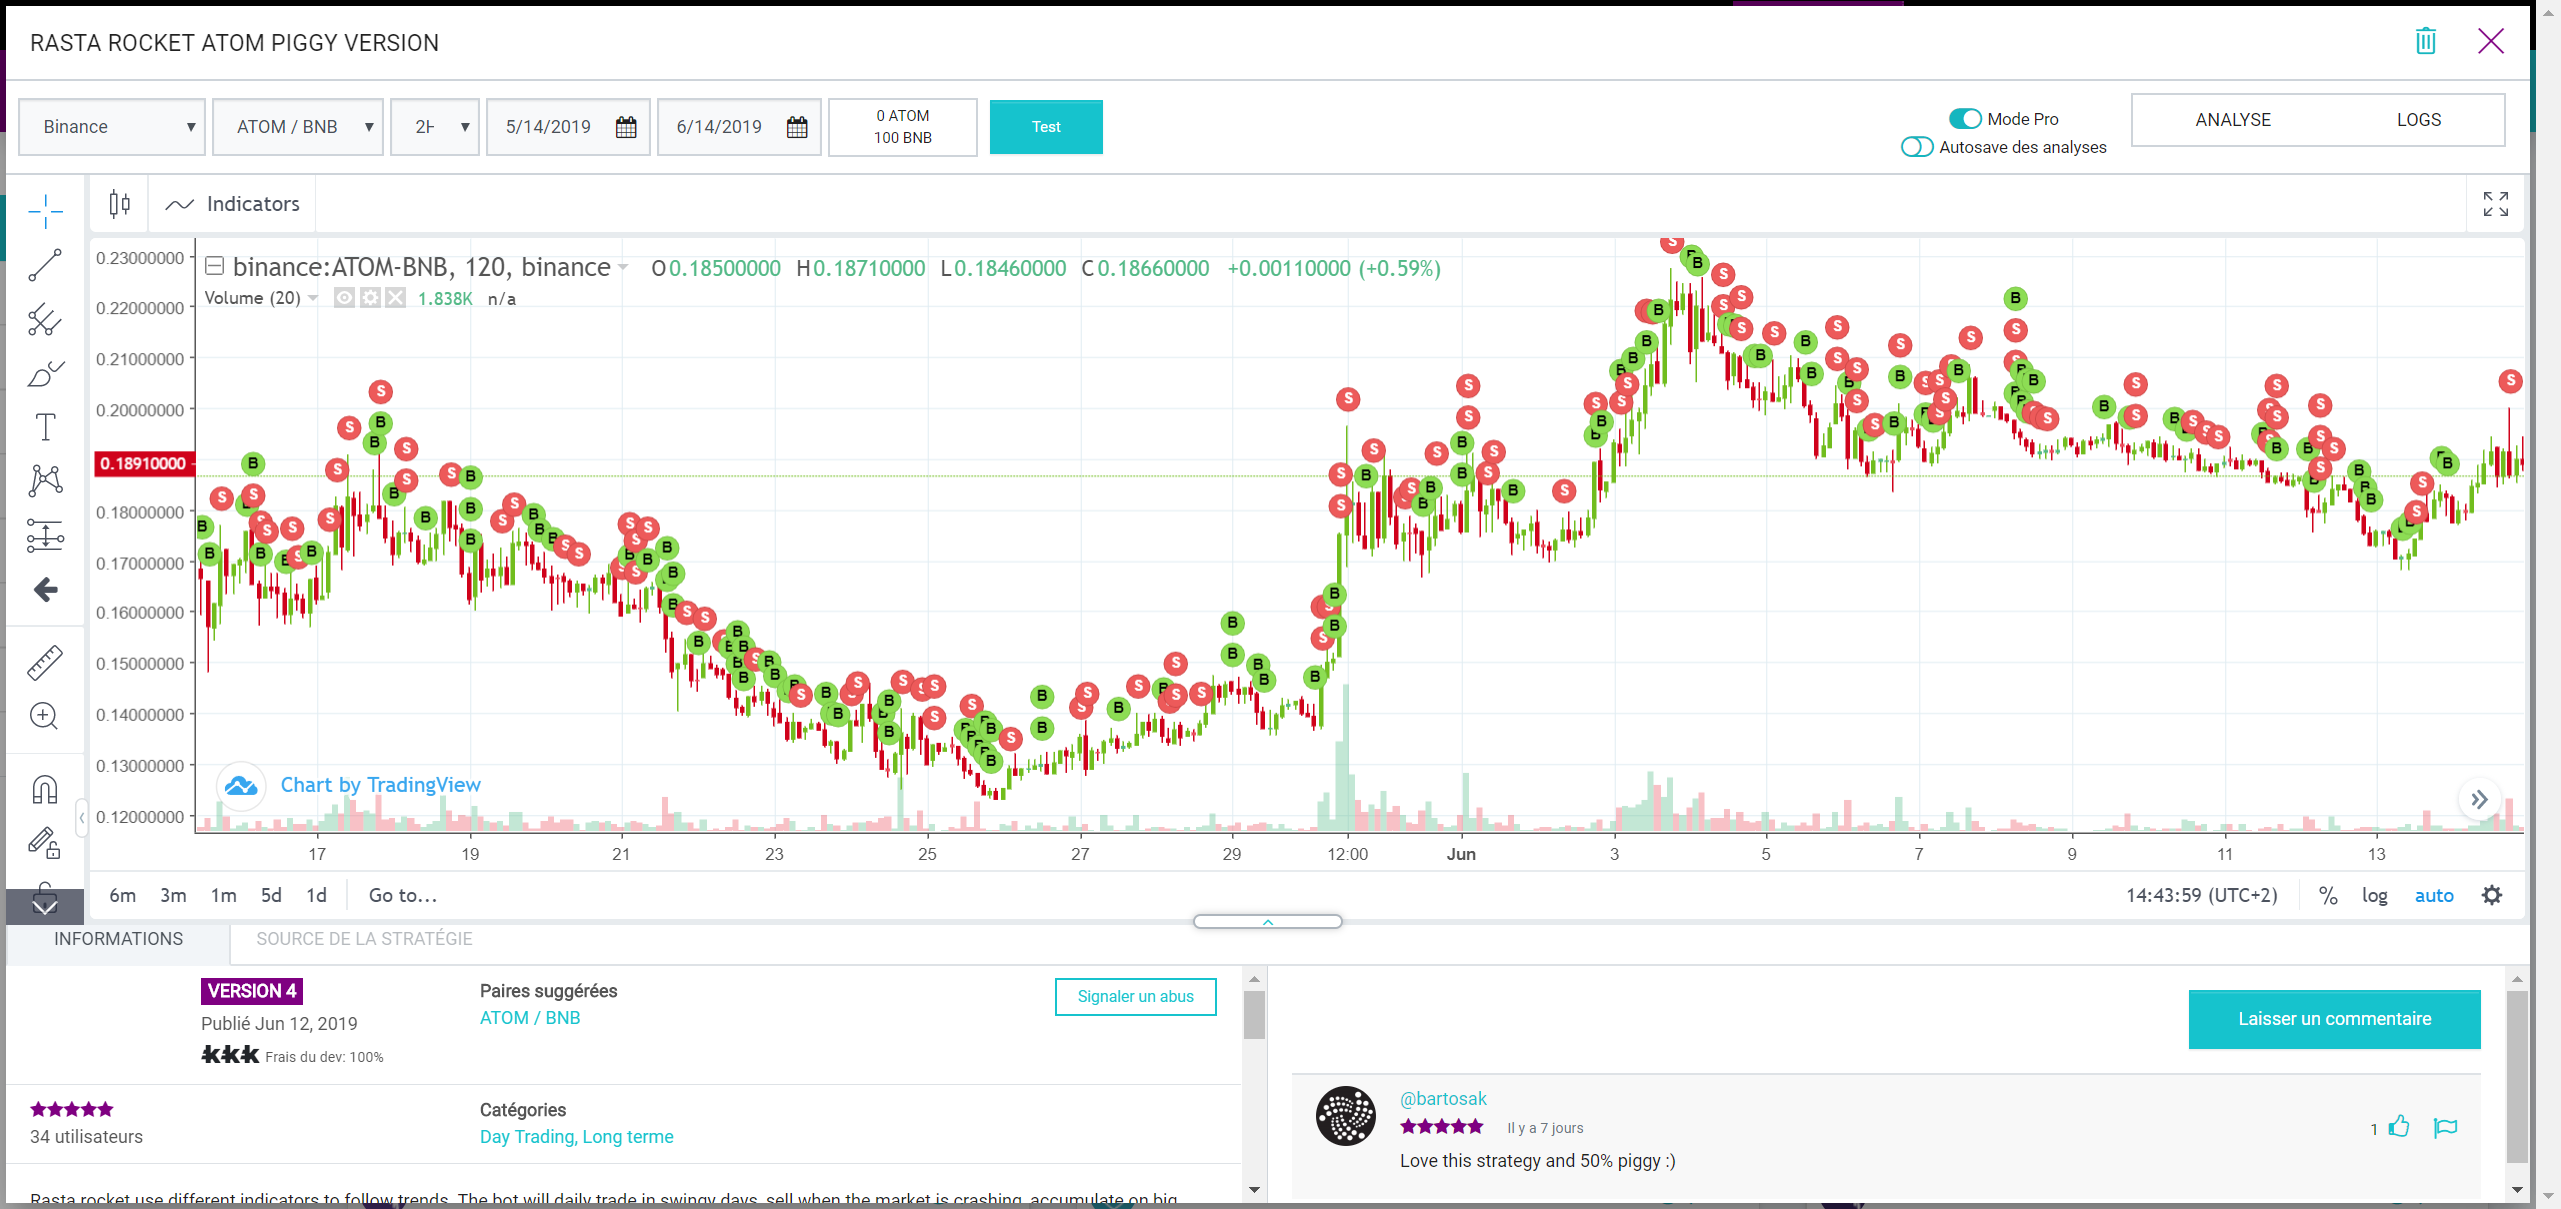 RASTA ROCKET ATOM PIGGY VERSION
Binance
ATOM / BNB
2H
5/14/2019
6/14/2019
0 ATOM
100 BNB
Test
Mode Pro
Autosave des analyses
ANALYSE
LOGS
Indicators
binance:ATOM-BNB, 120, binance O 0.18500000 H 0.18710000 L 0.18460000 C 0.18660000 +0.00110000 (+0.59%)
Volume (20) 1.838K n/a
0.23000000
0.22000000
0.21000000
0.20000000
0.18910000
0.18000000
0.17000000
0.16000000
0.15000000
0.14000000
0.13000000
0.12000000
Chart by TradingView
17 19 21 23 25 27 29 12:00 Jun 3 5 7 9 11 13
6m 3m 1m 5d 1d Go to... 14:43:59 (UTC+2) % log auto
INFORMATIONS
SOURCE DE LA STRATÉGIE
VERSION 4
Publié Jun 12, 2019
Frais du dev: 100%
Paires suggérées
ATOM / BNB
Signaler un abus
34 utilisateurs
Catégories
Day Trading, Long terme
Rasta rocket use different indicators to follow trends. The bot will daily trade in swingy days, sell when the market is crashing, accumulate on big
Laisser un commentaire
@bartosak
Il y a 7 jours
1
Love this strategy and 50% piggy :)